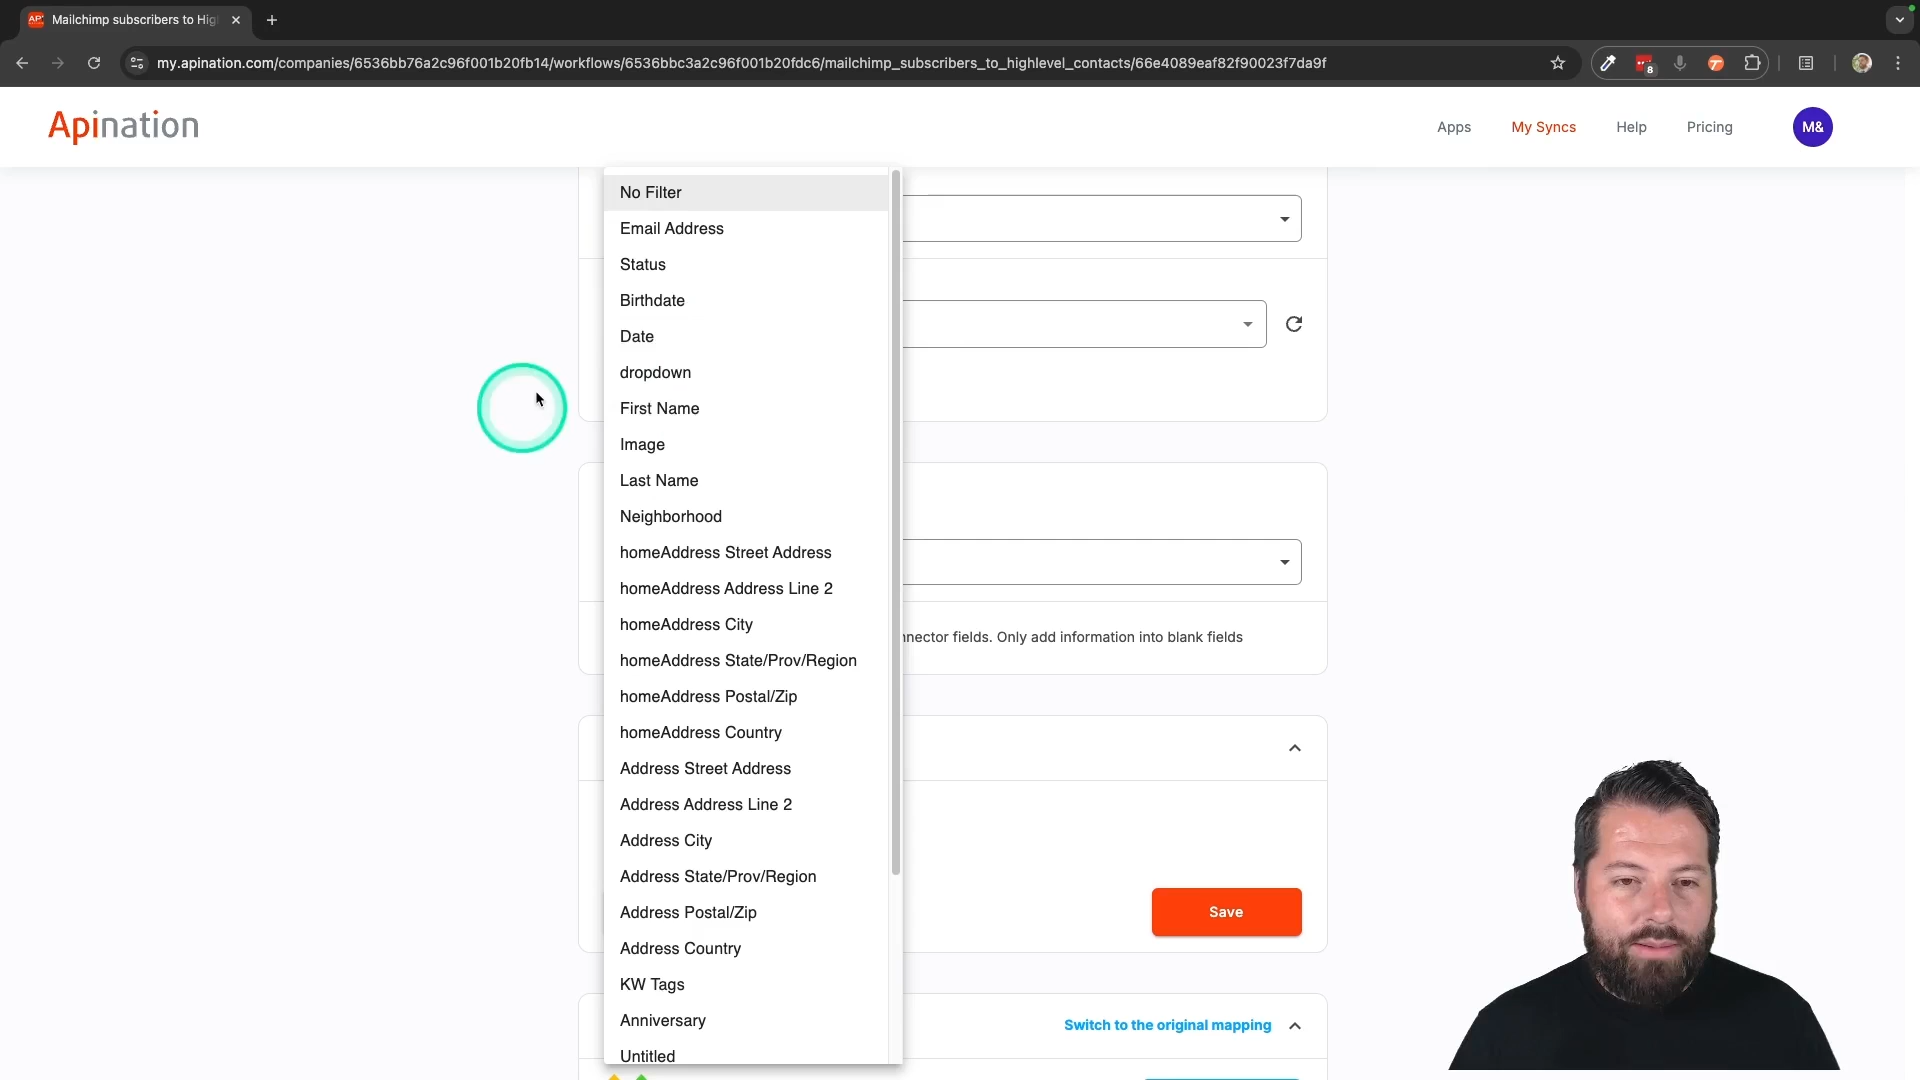 AP
Mailchimp subscribers to Hig
my.apination.com/companies/6536bb76a2c96f001b20fb14/workflows/6536bbc3a2c96f001b20fdc6/mailchimp_subscribers_to_highlevel_contacts/66e4089eaf82f90023f7da9f
8
Apination
Apps
My Syncs
Help
Pricing
M&
No Filter
Email Address
Status
Birthdate
Date
dropdown
First Name
Image
Last Name
Neighborhood
homeAddress Street Address
homeAddress Address Line 2
homeAddress City
nnector fields. Only add information into blank fields
homeAddress State/Prov/Region
homeAddress Postal/Zip
homeAddress Country
Address Street Address
Address Address Line 2
Address City
Address State/Prov/Region
Address Postal/Zip
Save
Address Country
KW Tags
Anniversary
Switch to the original mapping
Untitled